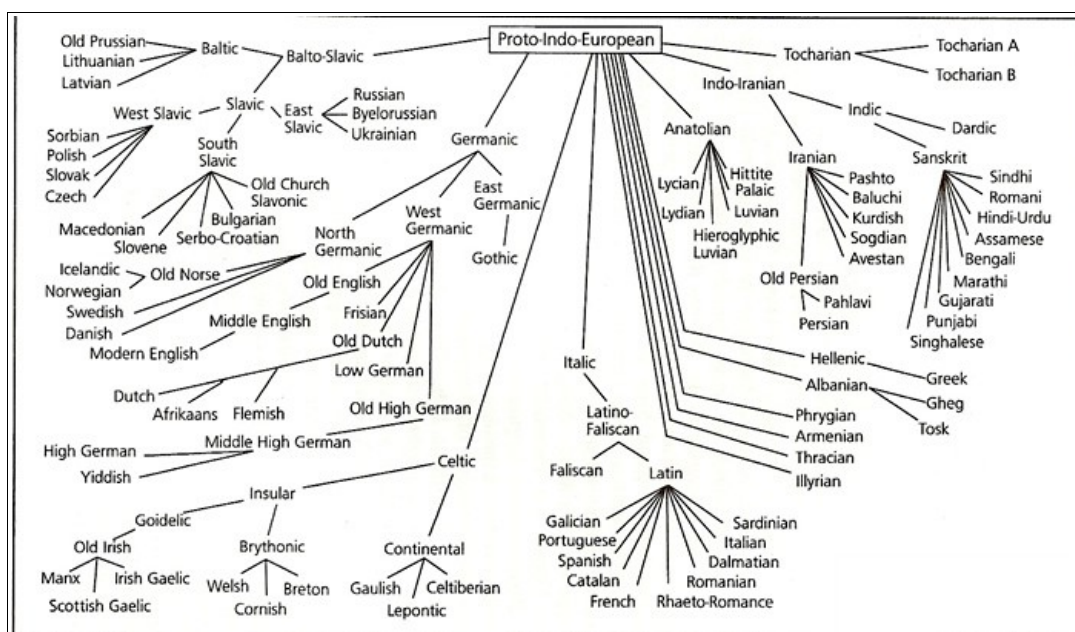 Proto-Indo-European
Balto-Slavic
Baltic
Old Prussian
Lithuanian
Latvian
Slavic
West Slavic
Sorbian
Polish
Slovak
Czech
South
Slavic
Macedonian
Slovene
Serbo-Croatian
Bulgarian
Old Church
Slavonic
East
Slavic
Russian
Byelorussian
Ukrainian
Germanic
North
Germanic
Old Norse
Icelandic
Norwegian
Swedish
Danish
West
Germanic
Old English
Middle English
Modern English
Frisian
Old Dutch
Dutch
Afrikaans
Flemish
Low German
Old High German
Middle High German
High German
Yiddish
East
Germanic
Gothic
Celtic
Insular
Goidelic
Old Irish
Manx
Scottish Gaelic
Irish Gaelic
Brythonic
Welsh
Cornish
Breton
Continental
Gaulish
Lepontic
Celtiberian
Italic
Latino-
Faliscan
Faliscan
Latin
Galician
Portuguese
Spanish
Catalan
French
Rhaeto-Romance
Romanian
Dalmatian
Italian
Sardinian
Anatolian
Lycian
Lydian
Hieroglyphic
Luvian
Luvian
Hittite
Palaic
Hellenic
Greek
Albanian
Gheg
Tosk
Phrygian
Armenian
Thracian
Illyrian
Indo-Iranian
Iranian
Pashto
Baluchi
Kurdish
Sogdian
Avestan
Old Persian
Pahlavi
Persian
Indic
Dardic
Sanskrit
Sindhi
Romani
Hindi-Urdu
Assamese
Bengali
Marathi
Gujarati
Punjabi
Singhalese
Tocharian
Tocharian A
Tocharian B